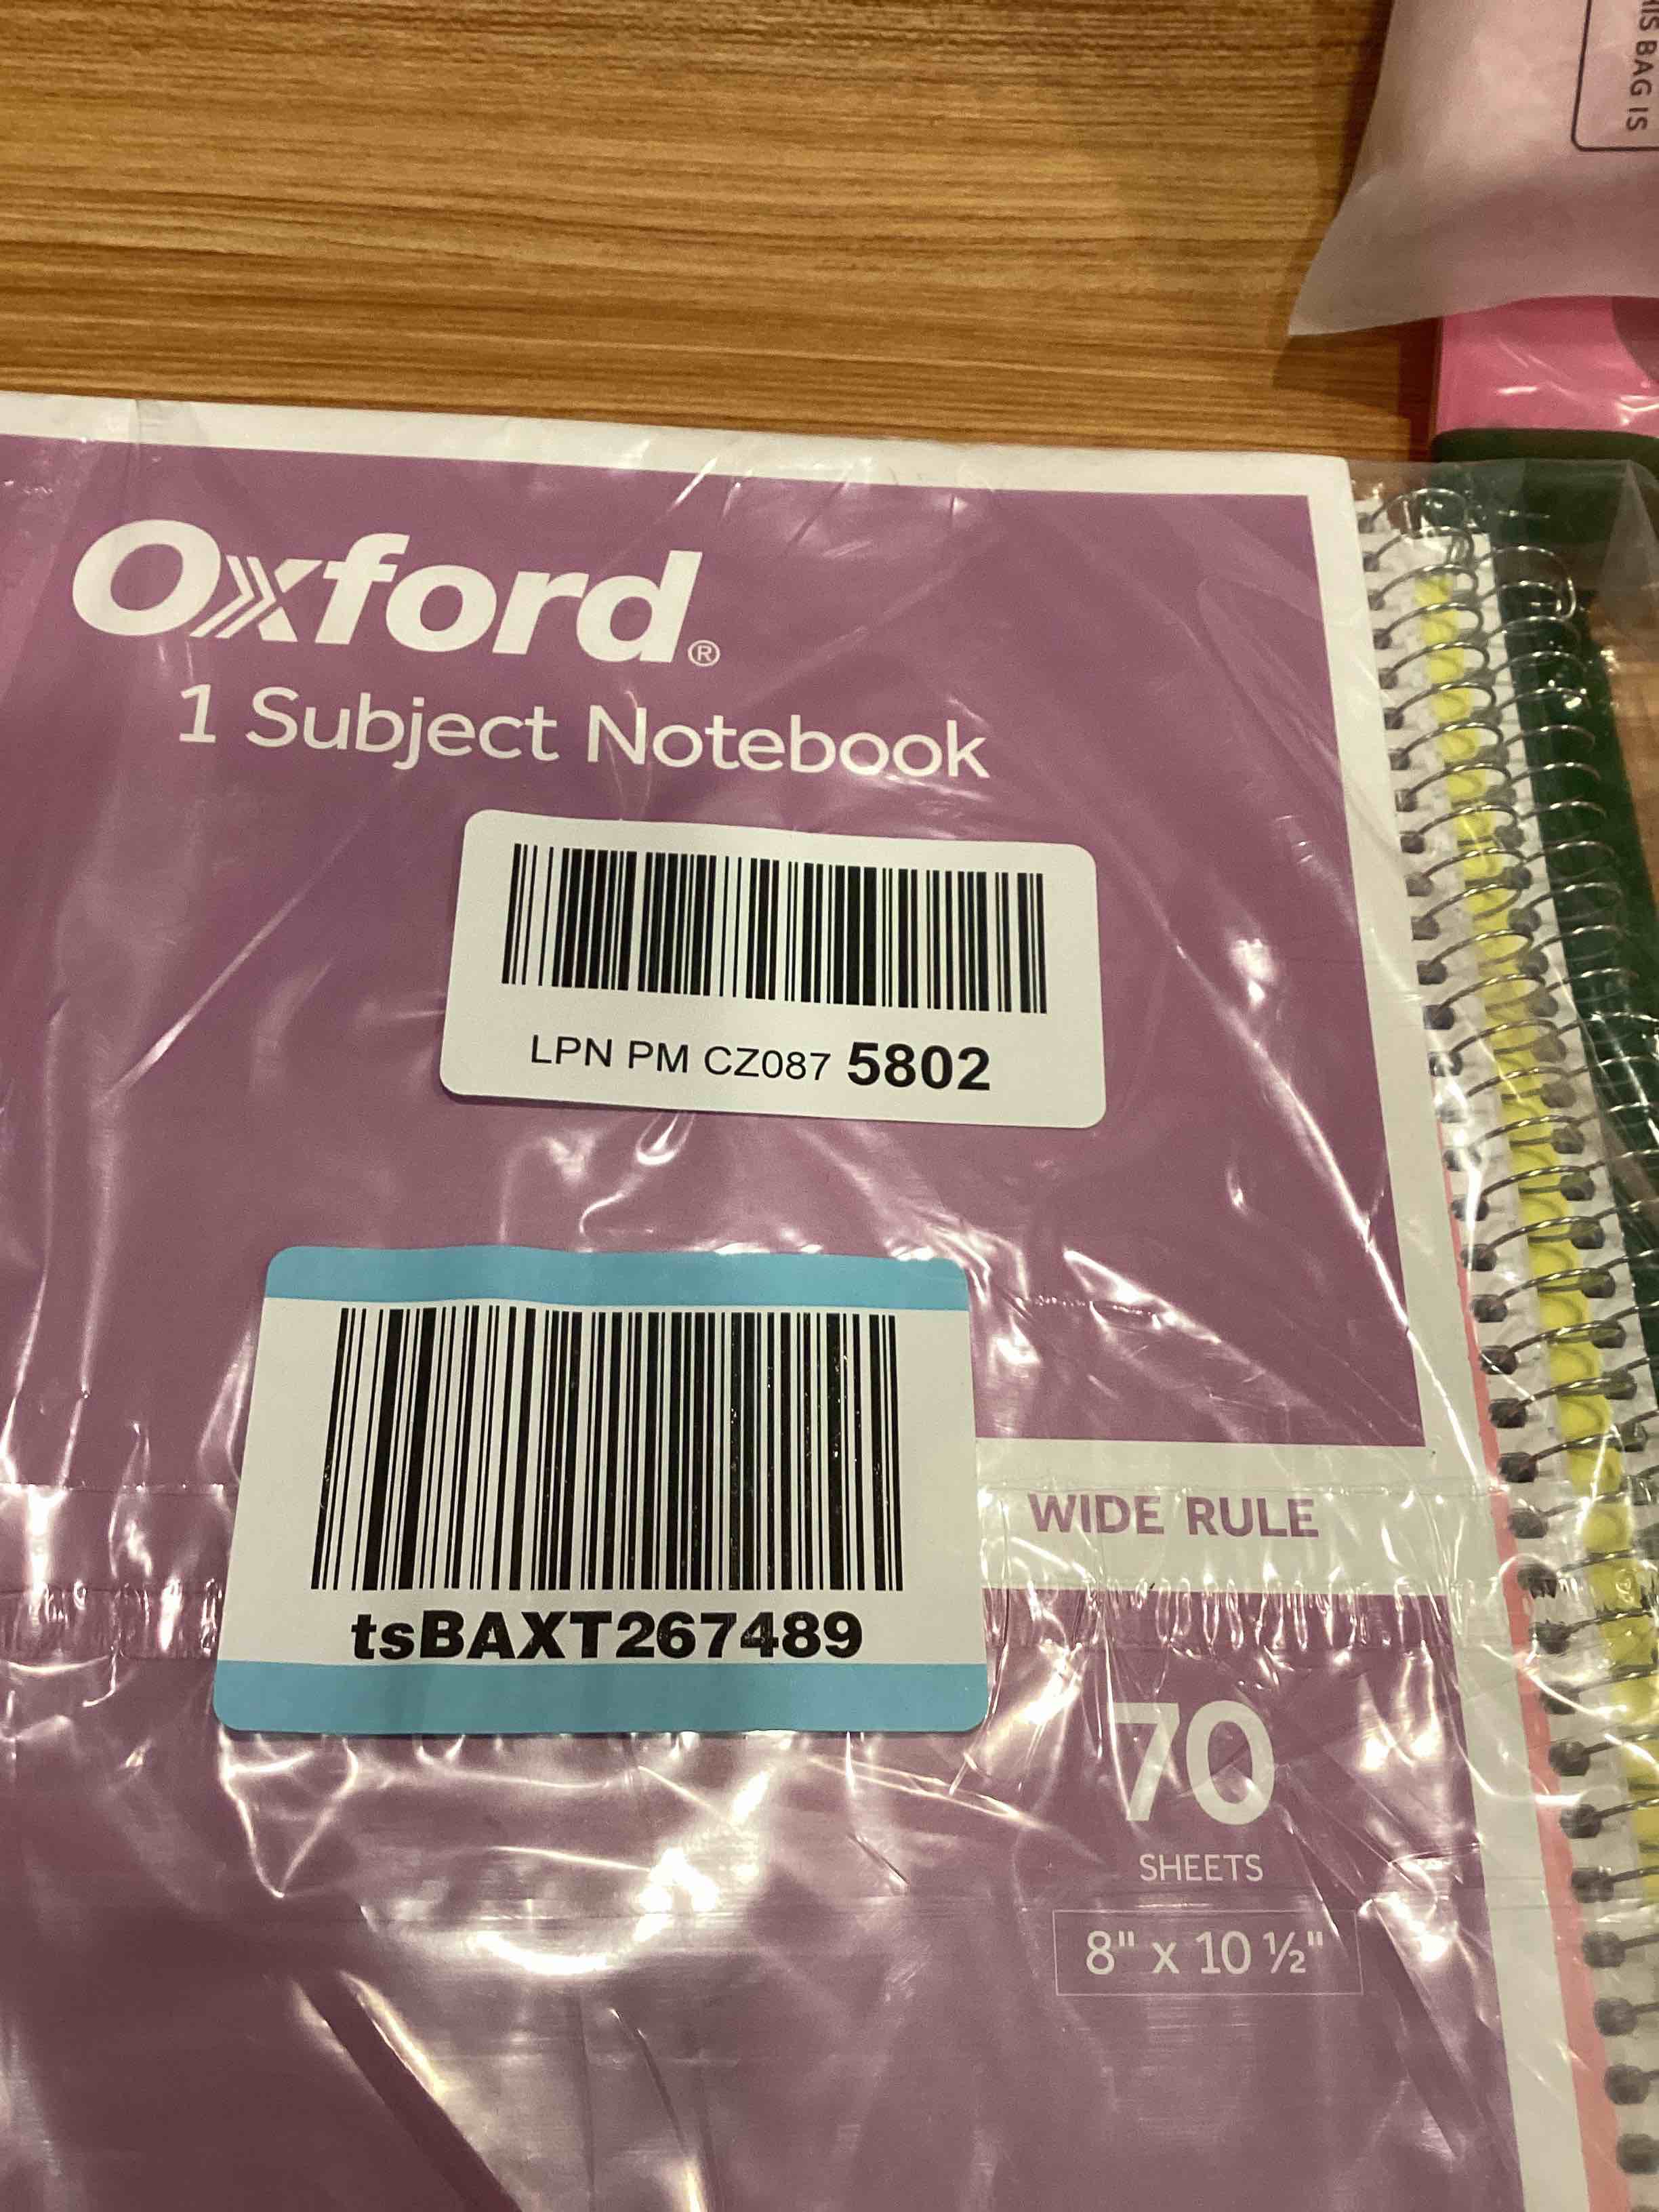 HIS BAG IS
Oxford®
1 Subject Notebook
LPN PM CZ087 5802
tsBAXT267489
WIDE RULE
70
SHEETS
8" x 10 ½"